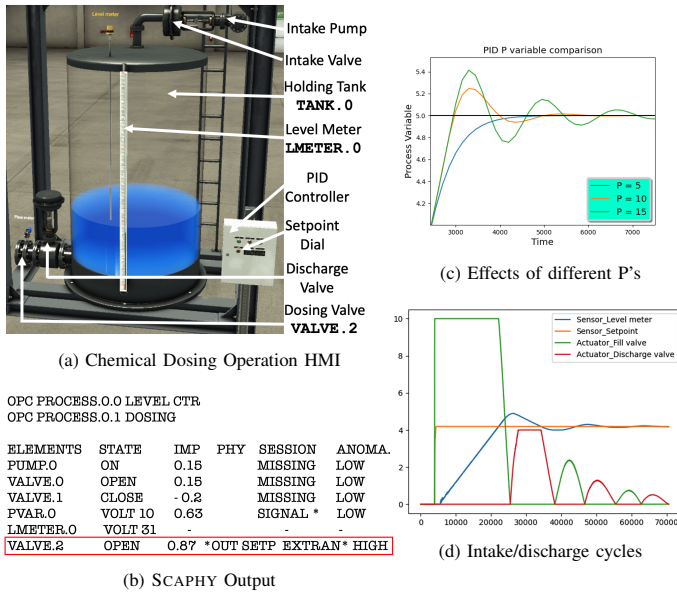 Level meter
Intake Pump
Intake Valve
Holding Tank
TANK.0
Level Meter
LMETER.0
PID
Controller
Setpoint
Dial
Discharge
Valve
Dosing Valve
VALVE.2
(a) Chemical Dosing Operation HMI
OPC PROCESS.0.0 LEVEL CTR
OPC PROCESS.0.1 DOSING
ELEMENTS STATE IMP PHY SESSION ANOMA.
PUMP.0 ON 0.15 MISSING LOW
VALVE.0 OPEN 0.15 MISSING LOW
VALVE.1 CLOSE -0.2 MISSING LOW
PVAR.0 VOLT 10 0.63 SIGNAL * LOW
LMETER.0 VOLT 31 - - -
VALVE.2 OPEN 0.87 *OUT SETP EXTRAN* HIGH
(b) SCAPHY Output
PID P variable comparison
Process Variable
5.4
5.2
5.0
4.8
4.6
4.4
4.2
P = 5
P = 10
P = 15
3000 4000 5000 6000 7000
Time
(c) Effects of different P's
10
8
6
4
2
0
Sensor_Level meter
Sensor_Setpoint
Actuator_Fill valve
Actuator_Discharge valve
0 10000 20000 30000 40000 50000 60000 70000
(d) Intake/discharge cycles